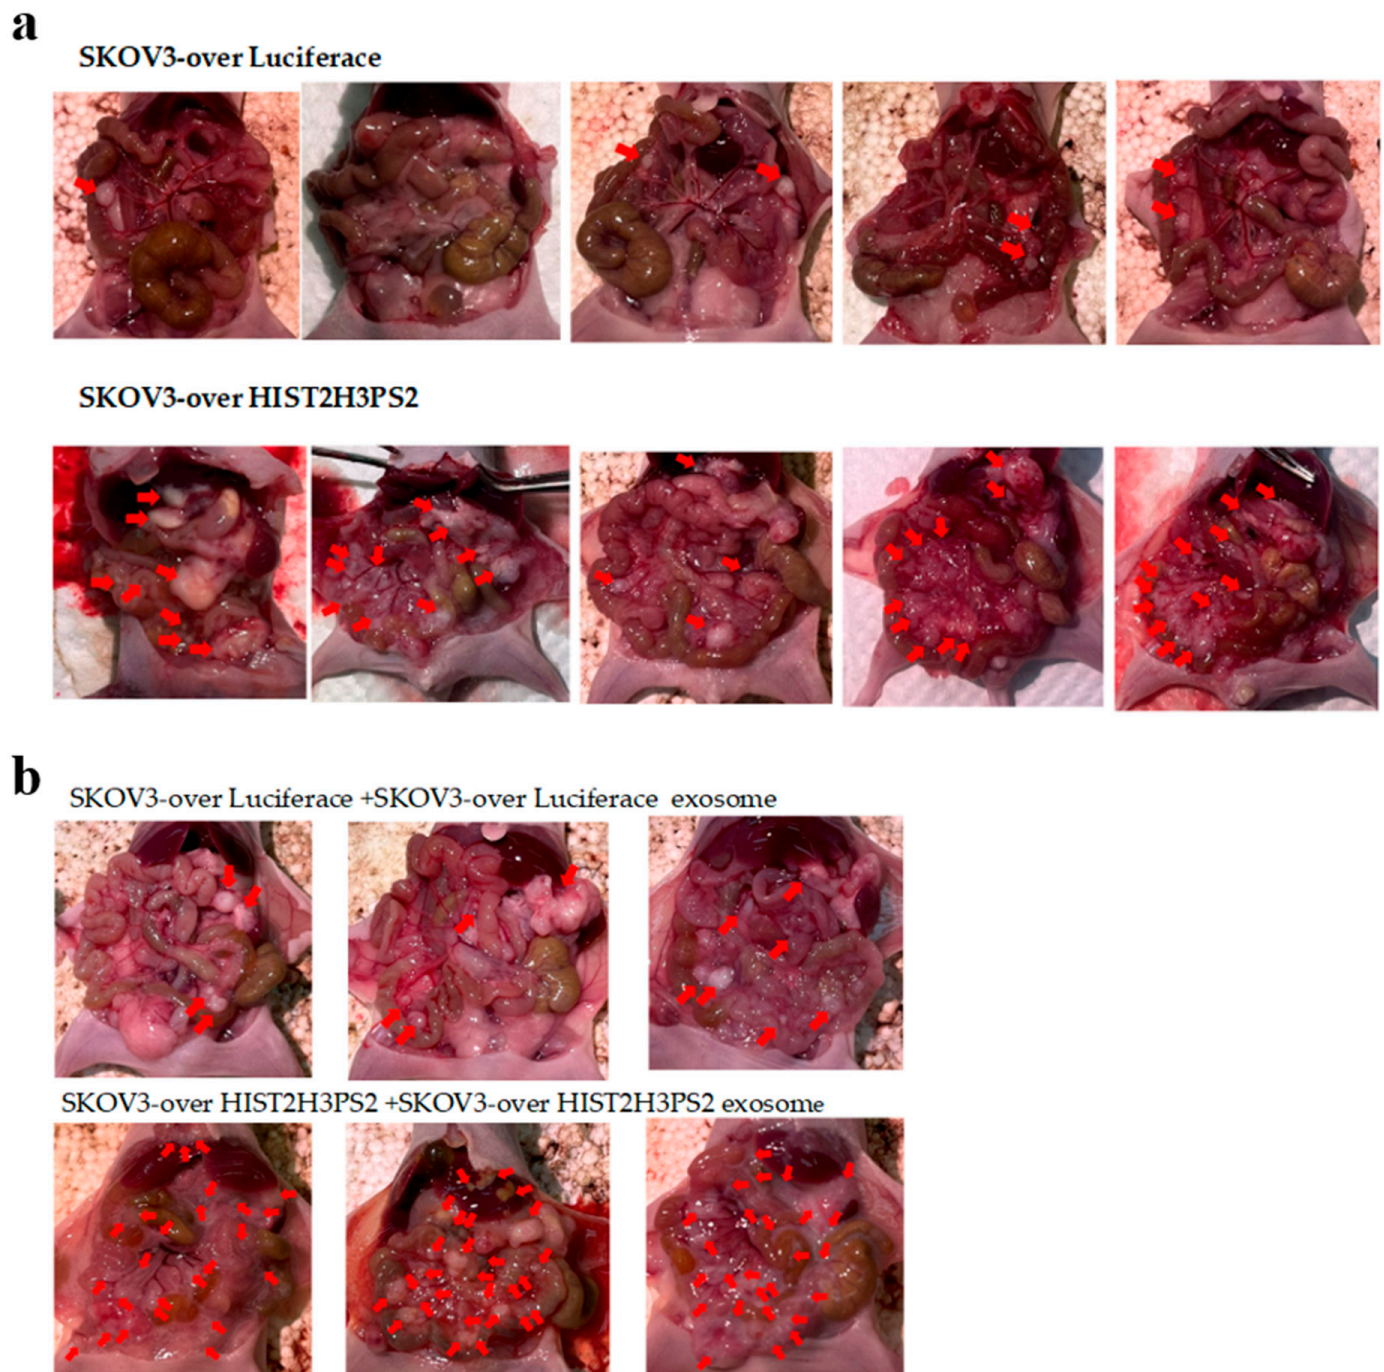 a
SKOV3-over Luciferace
SKOV3-over HIST2H3PS2
b
SKOV3-over Luciferace +SKOV3-over Luciferace exosome
SKOV3-over HIST2H3PS2 +SKOV3-over HIST2H3PS2 exosome